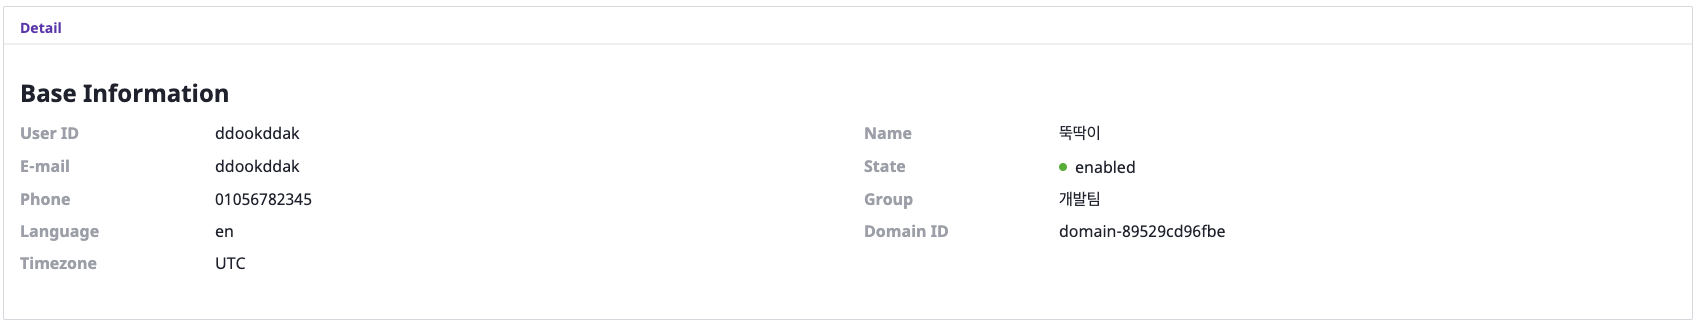 Detail
Base Information
User ID ddookddak Name 뚝딱이
E-mail ddookddak State enabled
Phone 01056782345 Group 개발팀
Language en Domain ID domain-89529cd96fbe
Timezone UTC